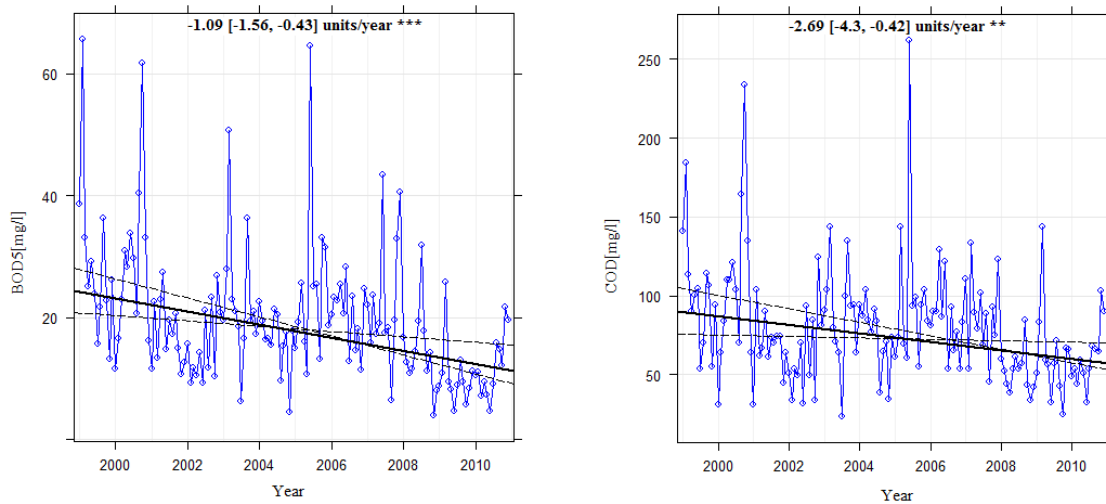 -1.09 [-1.56, -0.43] units/year ***
60
40
20
BOD5[mg/l]
2000 2002 2004 2006 2008 2010
Year
-2.69 [-4.3, -0.42] units/year **
250
200
150
100
50
COD[mg/l]
2000 2002 2004 2006 2008 2010
Year